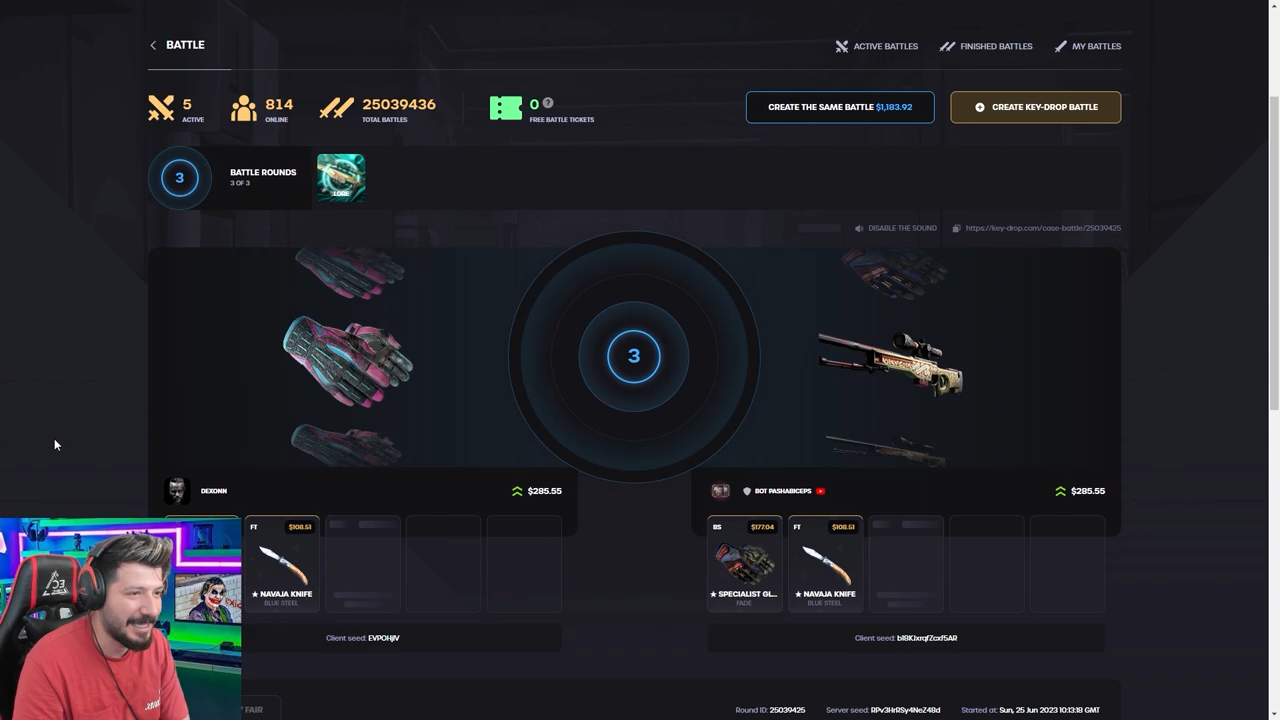 BATTLE
ACTIVE BATTLES
FINISHED BATTLES
MY BATTLES
5
ACTIVE
814
ONLINE
25039436
TOTAL BATTLES
0
FREE BATTLE TICKETS
CREATE THE SAME BATTLE $1,183.92
CREATE KEY-DROP BATTLE
3
BATTLE ROUNDS
3 OF 3
LORE
DISABLE THE SOUND
https://key-drop.com/case-battle/25039425
3
DEXONN
$285.55
BOT PASHABICEPS
$285.55
FT
$108.51
★ NAVAJA KNIFE
BLUE STEEL
BS
$177.04
★ SPECIALIST GL...
FADE
FT
$108.51
★ NAVAJA KNIFE
BLUE STEEL
Client seed: EVPOHjlV
Client seed: b18KJxrqfZcxf5AR
FAIR
Round ID: 25039425
Server seed: RPv3HrRSy4NeZ48d
Started at: Sun, 25 Jun 2023 10:13:18 GMT